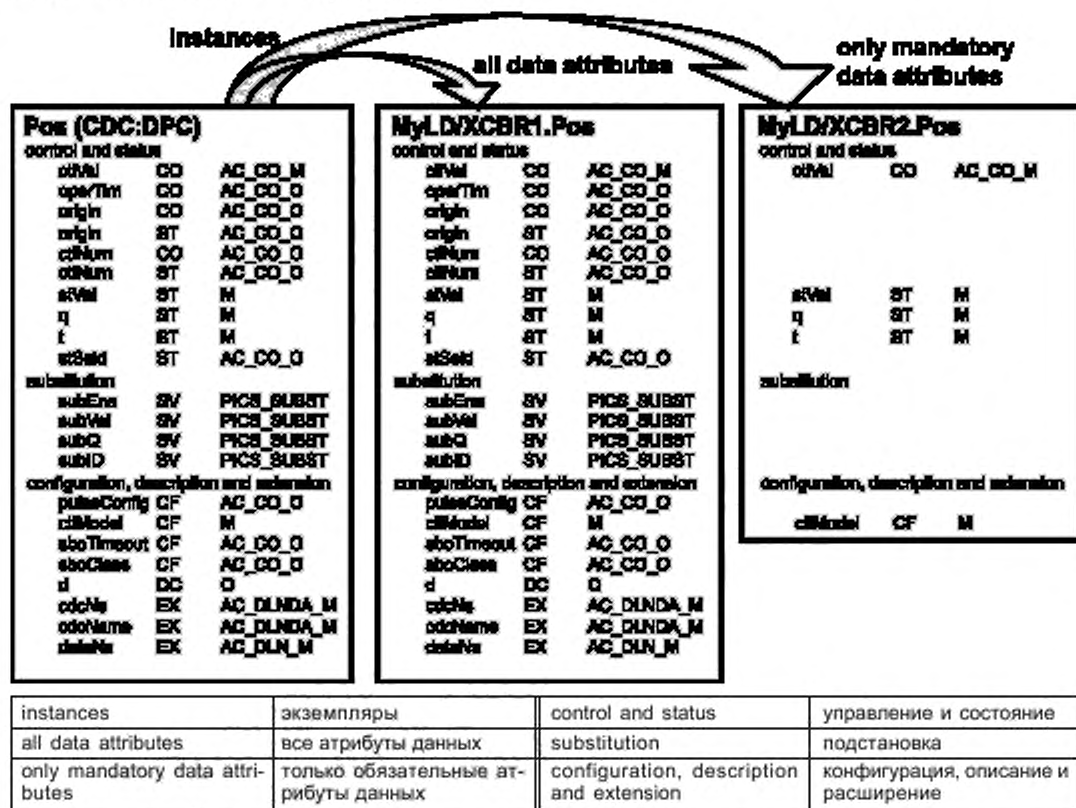 instances
all data attributes
only mandatory
data attributes
Pos (CDC:DPC)
control and status
ctlVal CO AC_CO_M
operTim CO AC_CO_O
origin CO AC_CO_O
origin ST AC_CO_O
ctlNum CO AC_CO_O
ctlNum ST AC_CO_O
stVal ST M
q ST M
t ST M
stSeld ST AC_CO_O
substitution
subEna SV PICS_SUBST
subVal SV PICS_SUBST
subQ SV PICS_SUBST
subID SV PICS_SUBST
configuration, description and extension
pulseConfig CF AC_CO_O
ctlModel CF M
sboTimeout CF AC_CO_O
sboClass CF AC_CO_O
d DC O
cdcNs EX AC_DLNDA_M
cdcName EX AC_DLNDA_M
dataNs EX AC_DLN_M
MyLD/XCBR1.Pos
control and status
ctlVal CO AC_CO_M
operTim CO AC_CO_O
origin CO AC_CO_O
origin ST AC_CO_O
ctlNum CO AC_CO_O
ctlNum ST AC_CO_O
stVal ST M
q ST M
t ST M
stSeld ST AC_CO_O
substitution
subEna SV PICS_SUBST
subVal SV PICS_SUBST
subQ SV PICS_SUBST
subID SV PICS_SUBST
configuration, description and extension
pulseConfig CF AC_CO_O
ctlModel CF M
sboTimeout CF AC_CO_O
sboClass CF AC_CO_O
d DC O
cdcNs EX AC_DLNDA_M
cdcName EX AC_DLNDA_M
dataNs EX AC_DLN_M
MyLD/XCBR2.Pos
control and status
ctlVal CO AC_CO_M
stVal ST M
q ST M
t ST M
substitution
configuration, description and extension
ctlModel CF M
instances экземпляры control and status управление и состояние
all data attributes все атрибуты данных substitution подстановка
only mandatory data attri- только обязательные ат- configuration, description конфигурация, описание и
butes рибуты данных and extension расширение